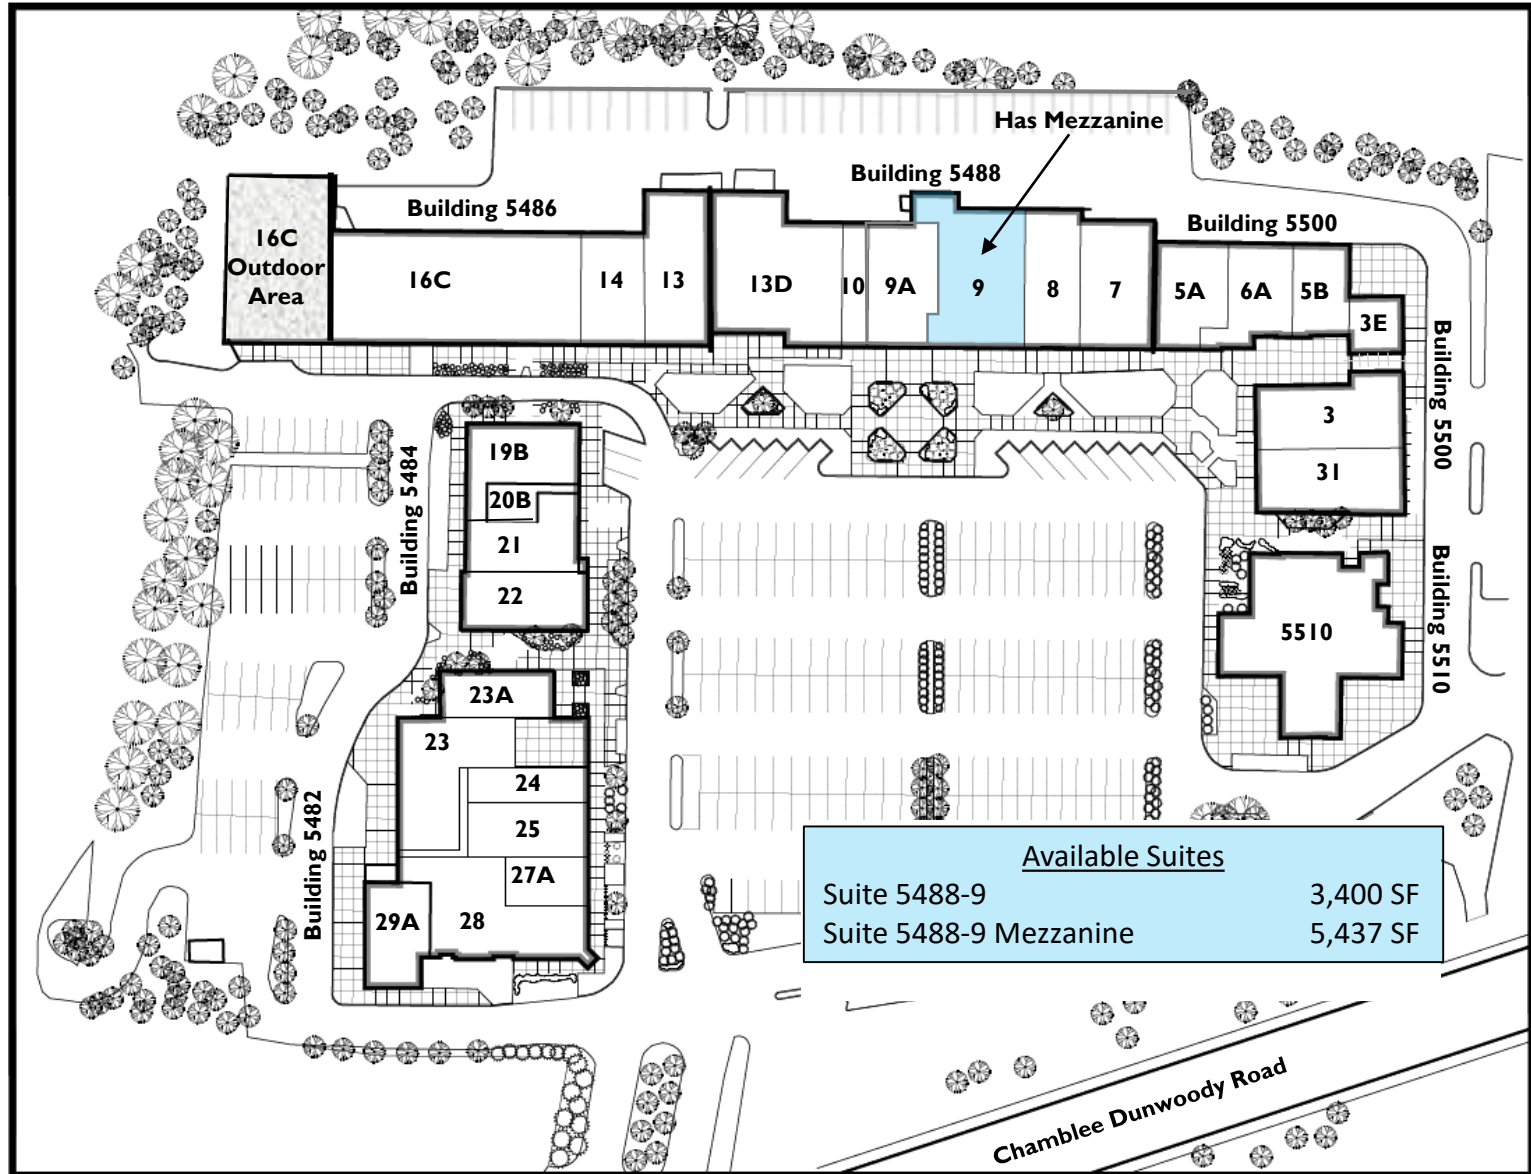 Has Mezzanine
Building 5488
Building 5486
Building 5500
16C
Outdoor
Area
16C
14
13
13D
10
9A
9
8
7
5A
6A
5B
3E
Building 5500
3
31
Building 5484
19B
20B
21
22
Building 5510
5510
23A
23
24
25
27A
28
29A
Building 5482
Available Suites
Suite 5488-9 3,400 SF
Suite 5488-9 Mezzanine 5,437 SF
Chamblee Dunwoody Road